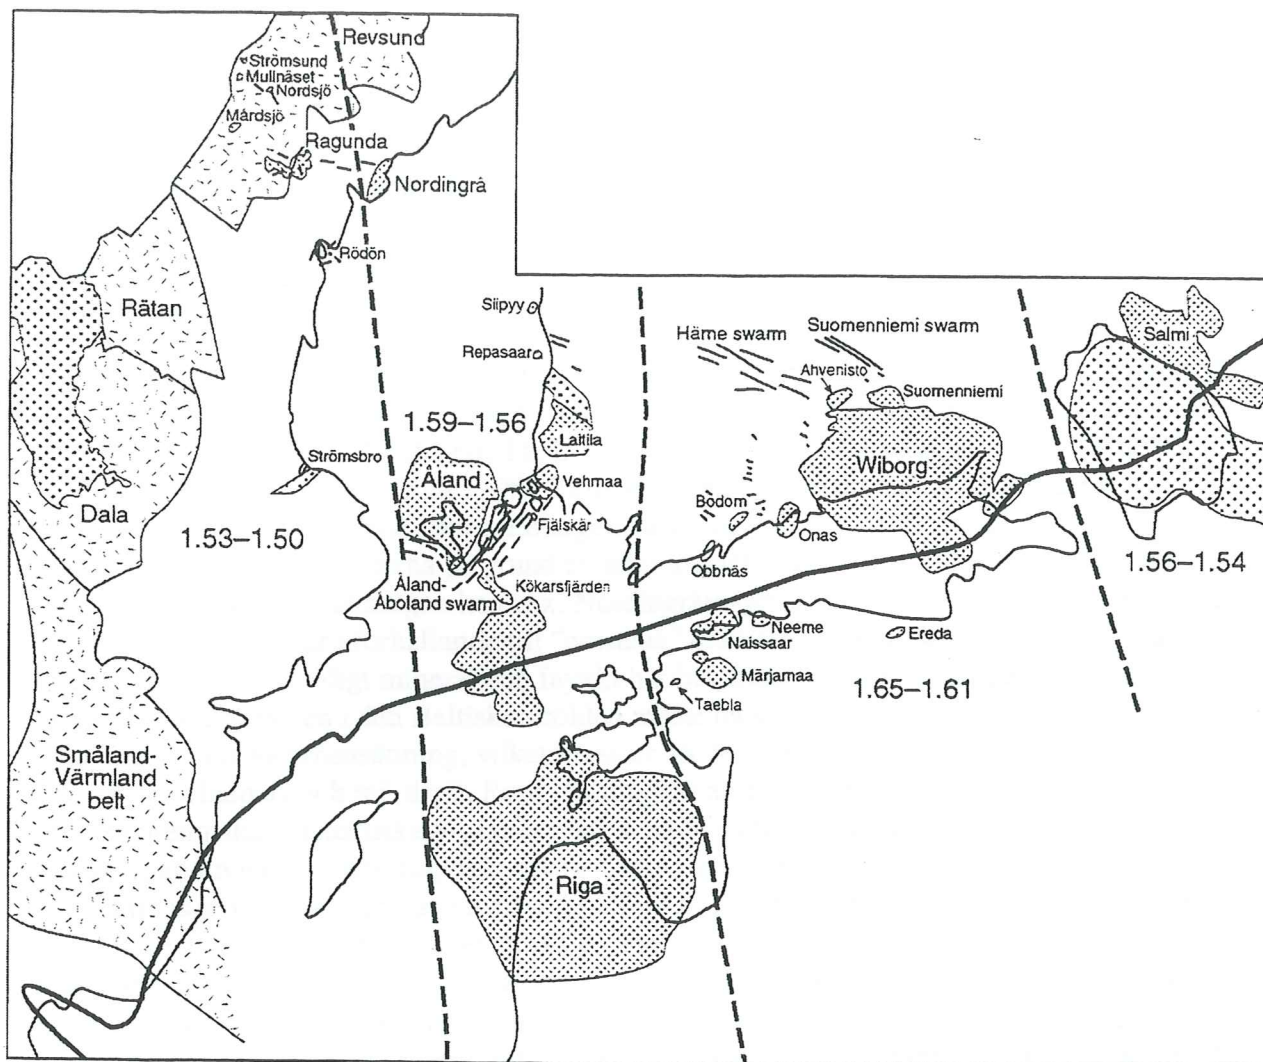 Revsund
Strömsund
Mullnäset
Nordsjö
Mårdsjö
Ragunda
Nordingrå
Rödön
Rätan
Siipyy
Repasaari
Häme swarm
Suomenniemi swarm
Ahvenisto
Suomenniemi
Salmi
1.59–1.56
Laitila
Strömsbro
Åland
Vehmaa
Wiborg
Dala
1.53–1.50
Fjälskär
Bodom
Onas
Obbnäs
1.56–1.54
Åland-
Åboland swarm
Kökarsfjärden
Neeme
Naissaar
Ereda
Märjamaa
Taebla
1.65–1.61
Småland-
Värmland
belt
Riga